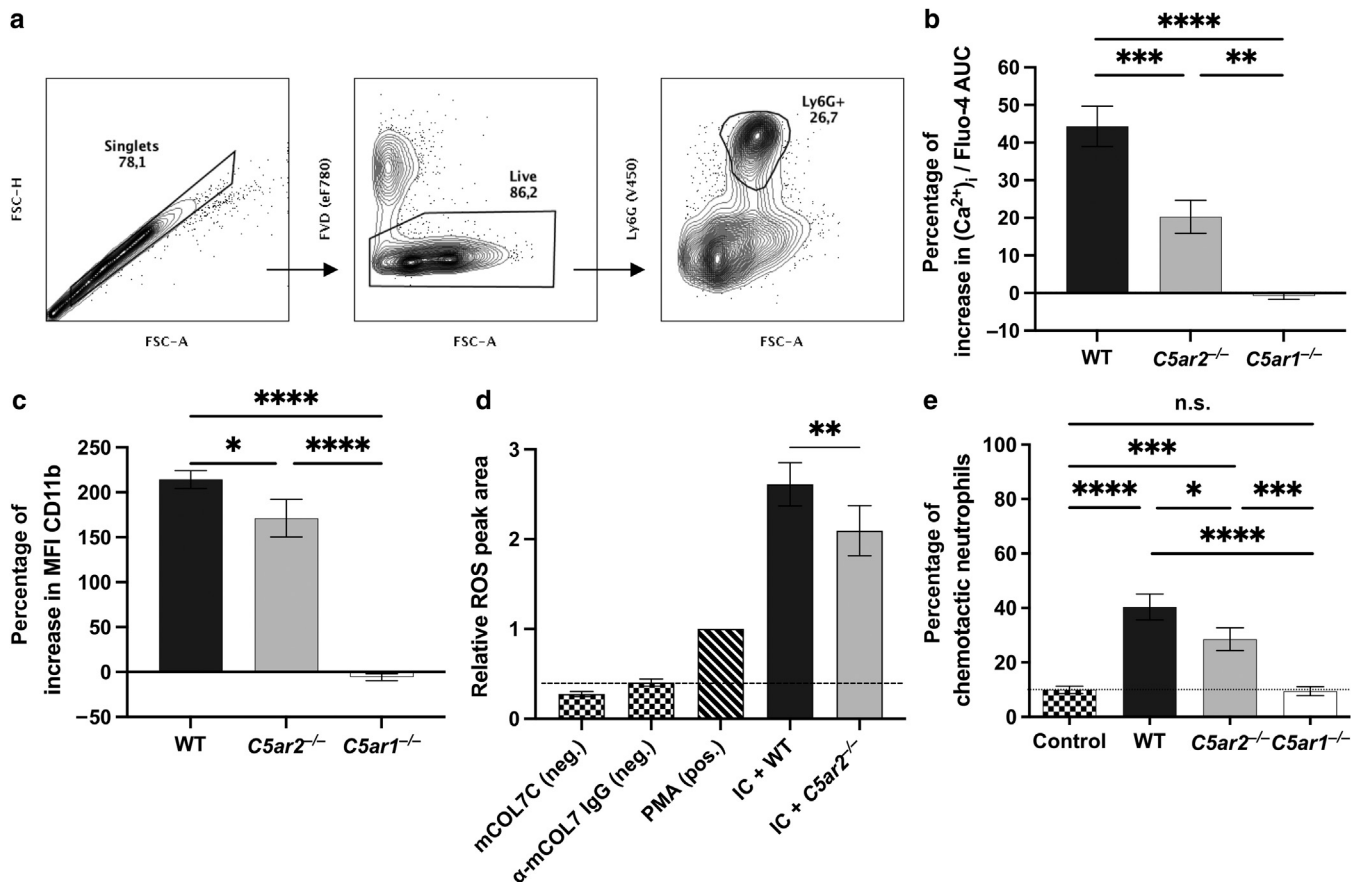 a
Singlets
78,1
FSC-H
FSC-A
Live
86,2
FVD (eF780)
FSC-A
Ly6G+
26,7
Ly6G (V450)
FSC-A
b
****
*** **
Percentage of
increase in (Ca²⁺)ᵢ / Fluo-4 AUC
60
50
40
30
20
10
0
−10
WT C5ar2⁻/⁻ C5ar1⁻/⁻
c
****
* ****
Percentage of
increase in MFI CD11b
250
200
150
100
50
0
−50
WT C5ar2⁻/⁻ C5ar1⁻/⁻
d
**
Relative ROS peak area
3
2
1
0
mCOL7C (neg.)
α-mCOL7 IgG (neg.)
PMA (pos.)
IC + WT
IC + C5ar2⁻/⁻
e
n.s.
***
**** * ***
****
Percentage of
chemotactic neutrophils
100
80
60
40
20
0
Control WT C5ar2⁻/⁻ C5ar1⁻/⁻